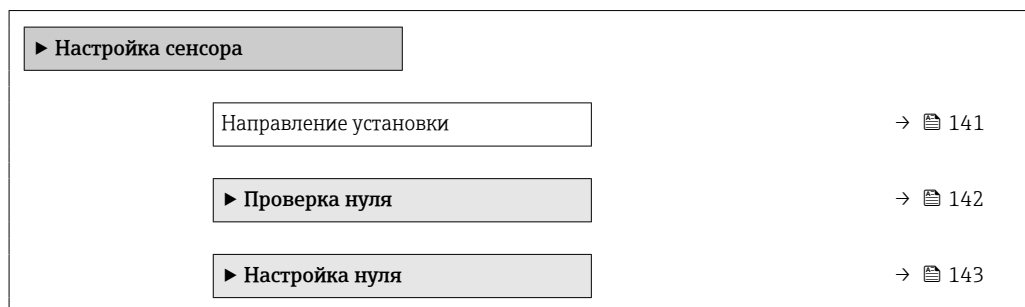 ▶ Настройка сенсора
Направление установки → 141
▶ Проверка нуля → 142
▶ Настройка нуля → 143